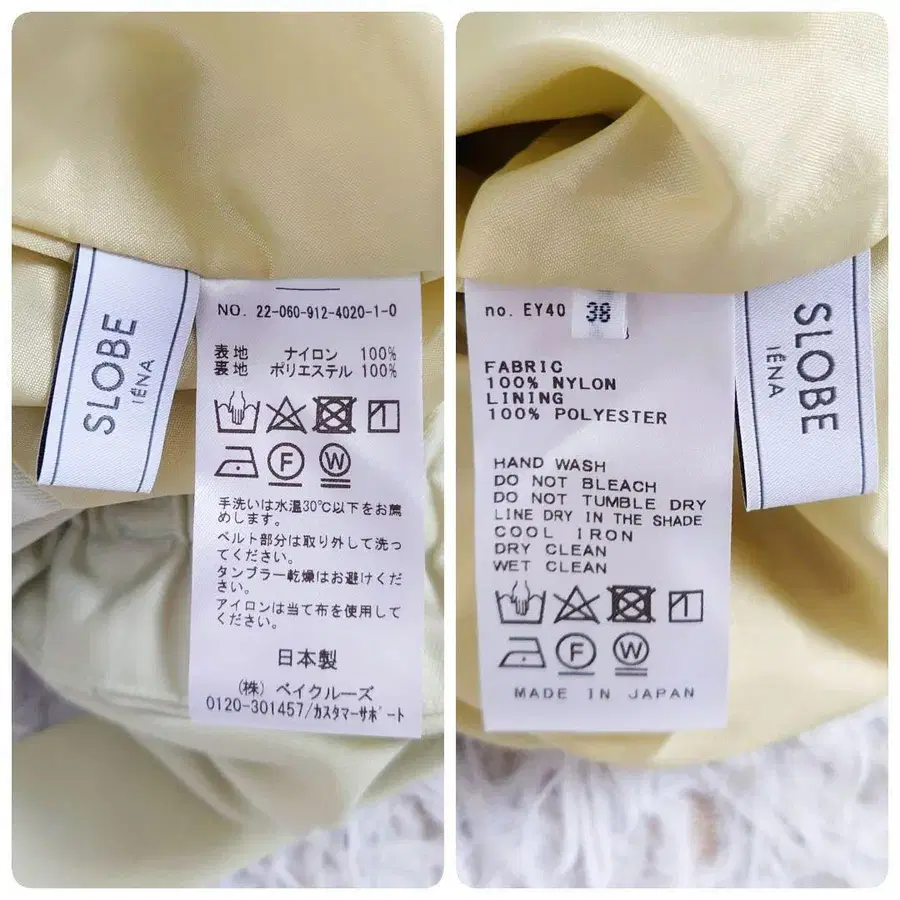 SLOBE
IÉNA
NO. 22-060-912-4020-1-0
表地 ナイロン 100%
裏地 ポリエステル 100%
F W
手洗いは水温30℃以下をお薦
めします。
ベルト部分は取り外して洗っ
てください。
タンブラー乾燥はお避けくだ
さい。
アイロンは当て布を使用して
ください。
日本製
(株) ベイクルーズ
0120-301457/カスタマーサポート
no. EY40 38
FABRIC
100% NYLON
LINING
100% POLYESTER
HAND WASH
DO NOT BLEACH
DO NOT TUMBLE DRY
LINE DRY IN THE SHADE
COOL IRON
DRY CLEAN
WET CLEAN
F W
MADE IN JAPAN
SLOBE
IÉNA